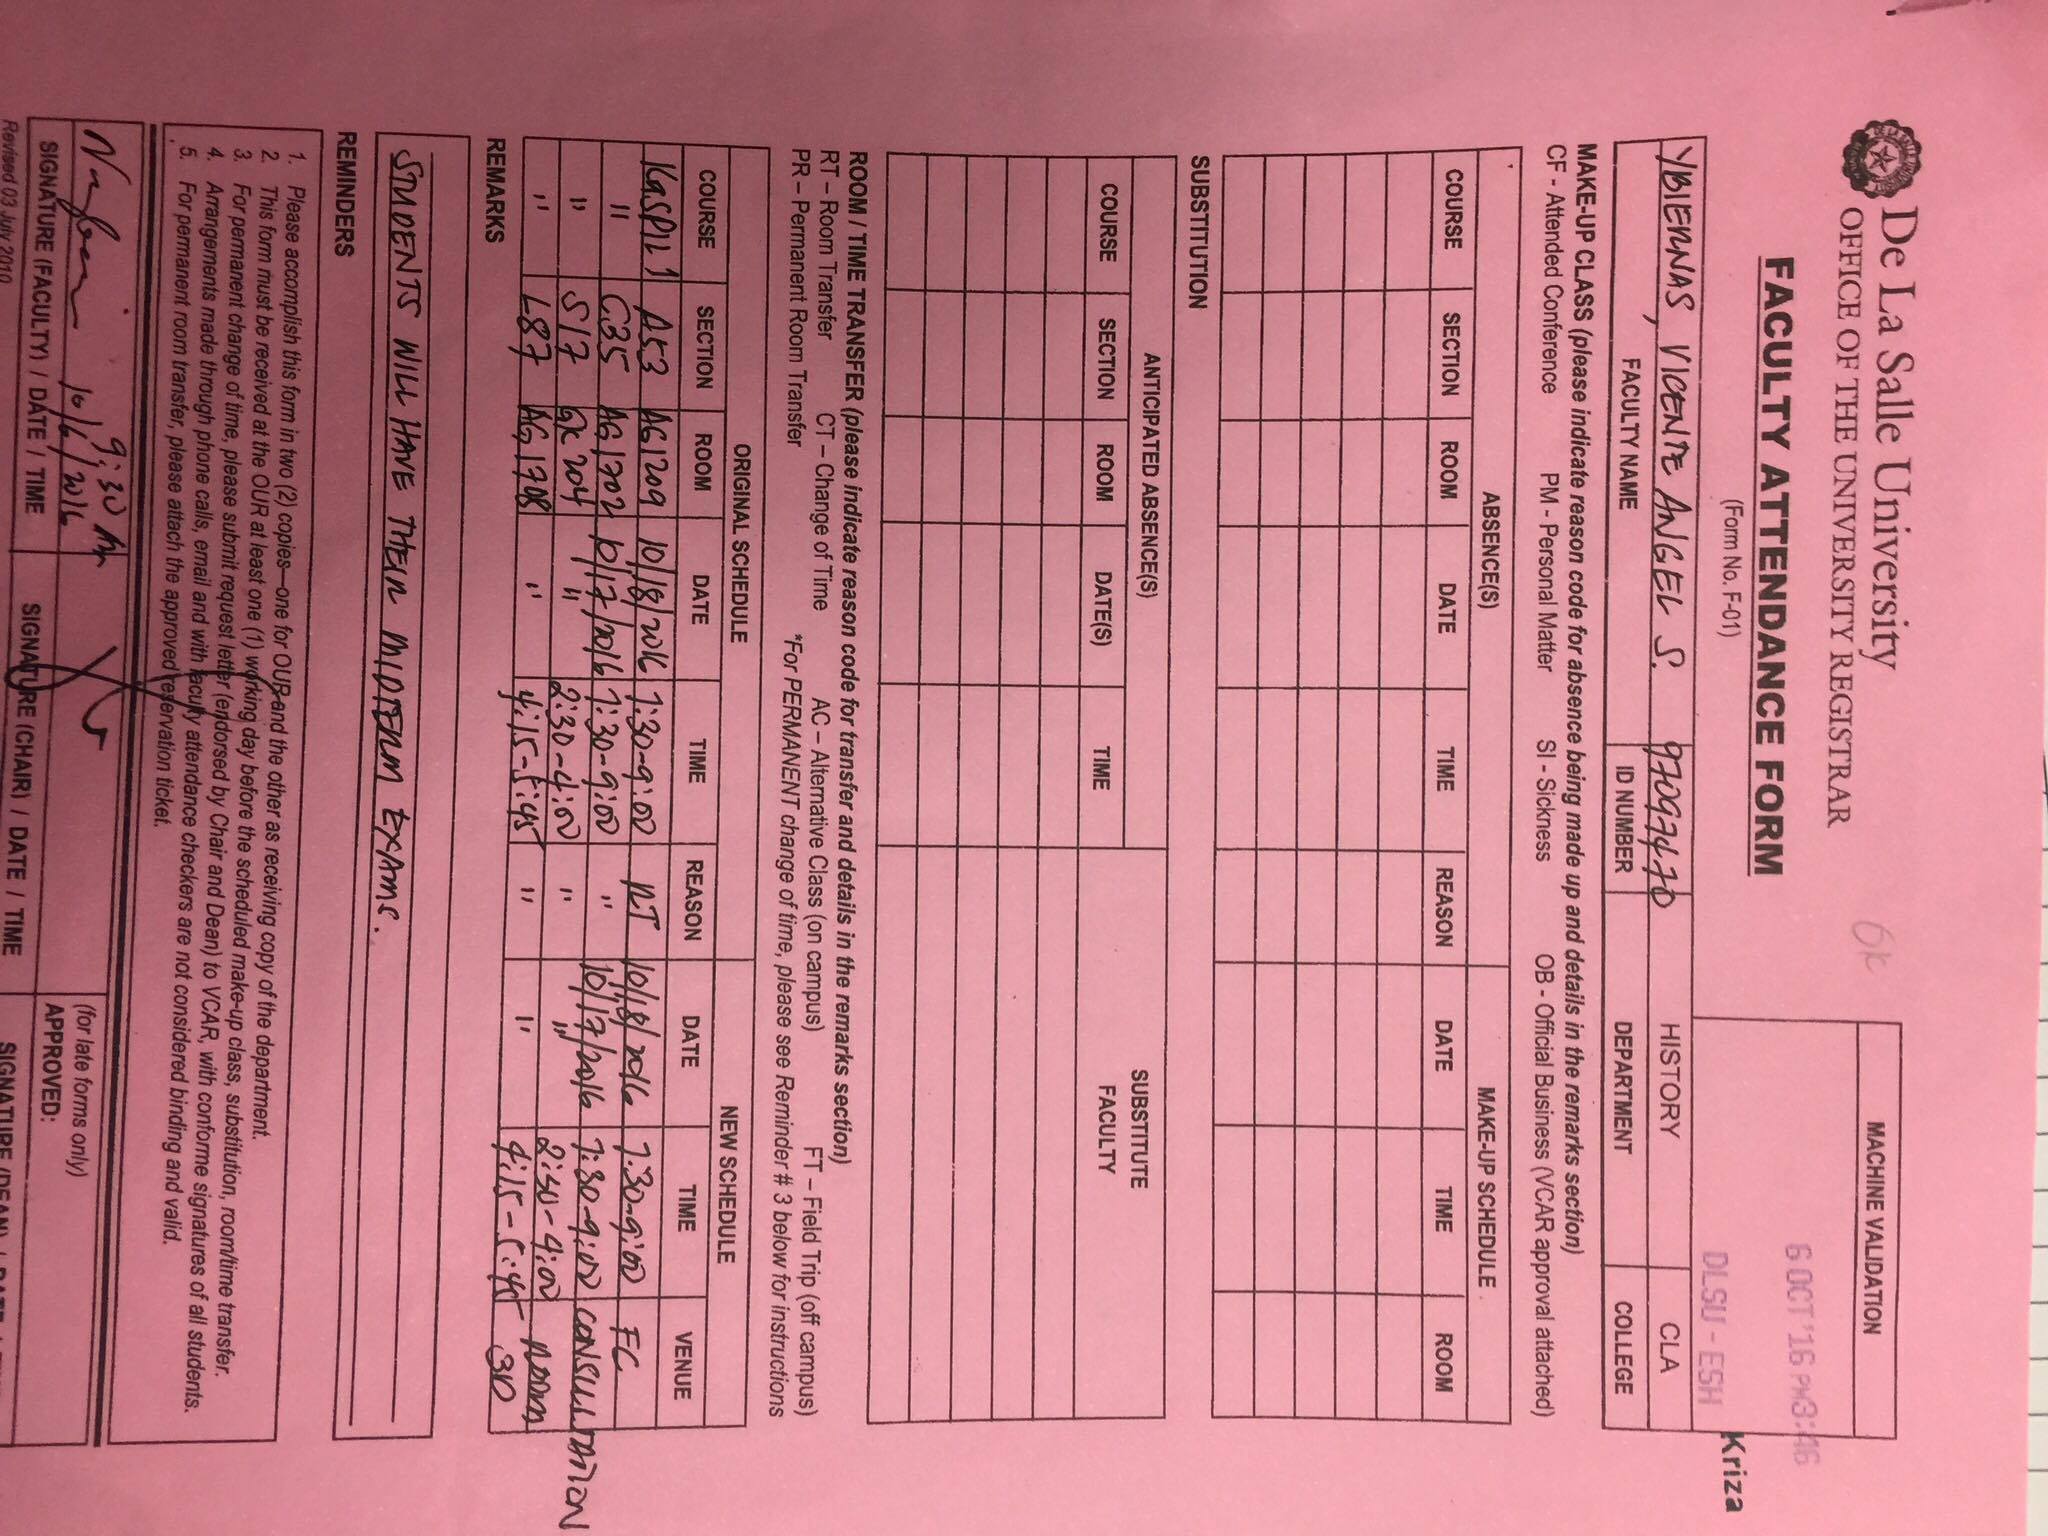 De La Salle University
OFFICE OF THE UNIVERSITY REGISTRAR
OK
FACULTY ATTENDANCE FORM
(Form No. F-01)
MACHINE VALIDATION
6 OCT '16 PM 3:46
DLSU - ESH
Kriza
YBIERNAS, VICENTE ANGEL S. 97097470 HISTORY CLA
FACULTY NAME ID NUMBER DEPARTMENT COLLEGE
MAKE-UP CLASS (please indicate reason code for absence being made up and details in the remarks section)
CF - Attended Conference PM - Personal Matter SI - Sickness OB - Official Business (VCAR approval attached)
ABSENCE(S) MAKE-UP SCHEDULE
COURSE SECTION ROOM DATE TIME REASON DATE TIME ROOM
SUBSTITUTION
ANTICIPATED ABSENCE(S) SUBSTITUTE FACULTY
COURSE SECTION ROOM DATE(S) TIME
ROOM / TIME TRANSFER (please indicate reason code for transfer and details in the remarks section)
RT – Room Transfer CT – Change of Time AC – Alternative Class (on campus) FT – Field Trip (off campus)
PR – Permanent Room Transfer *For PERMANENT change of time, please see Reminder # 3 below for instructions
ORIGINAL SCHEDULE NEW SCHEDULE
COURSE SECTION ROOM DATE TIME REASON DATE TIME VENUE
KASPIL1 A53 AG1209 10/18/2016 7:30-9:00 RT 10/18/2016 7:30-9:00 FC
" C35 AG1702 10/17/2016 7:30-9:00 " 10/17/2016 7:30-9:00 CONSULTATION
" S17 GK204 " 2:30-4:00 " " 2:30-4:00 ROOM
" L87 AG1708 " 4:15-5:45 " " 4:15-5:45 3D
REMARKS
STUDENTS WILL HAVE THEIR MIDTERM EXAMS.
REMINDERS
1. Please accomplish this form in two (2) copies—one for OUR and the other as receiving copy of the department.
2. This form must be received at the OUR at least one (1) working day before the scheduled make-up class, substitution, room/time transfer.
3. For permanent change of time, please submit request letter (endorsed by Chair and Dean) to VCAR, with conforme signatures of all students.
4. Arrangements made through phone calls, email and with faculty attendance checkers are not considered binding and valid.
5. For permanent room transfer, please attach the approved reservation ticket.
9:30 AM
10/6/2016
(for late forms only)
APPROVED:
SIGNATURE (FACULTY) / DATE / TIME SIGNATURE (CHAIR) / DATE / TIME SIGNATURE (DEAN) / DATE / TIME
Revised 03 July 2010